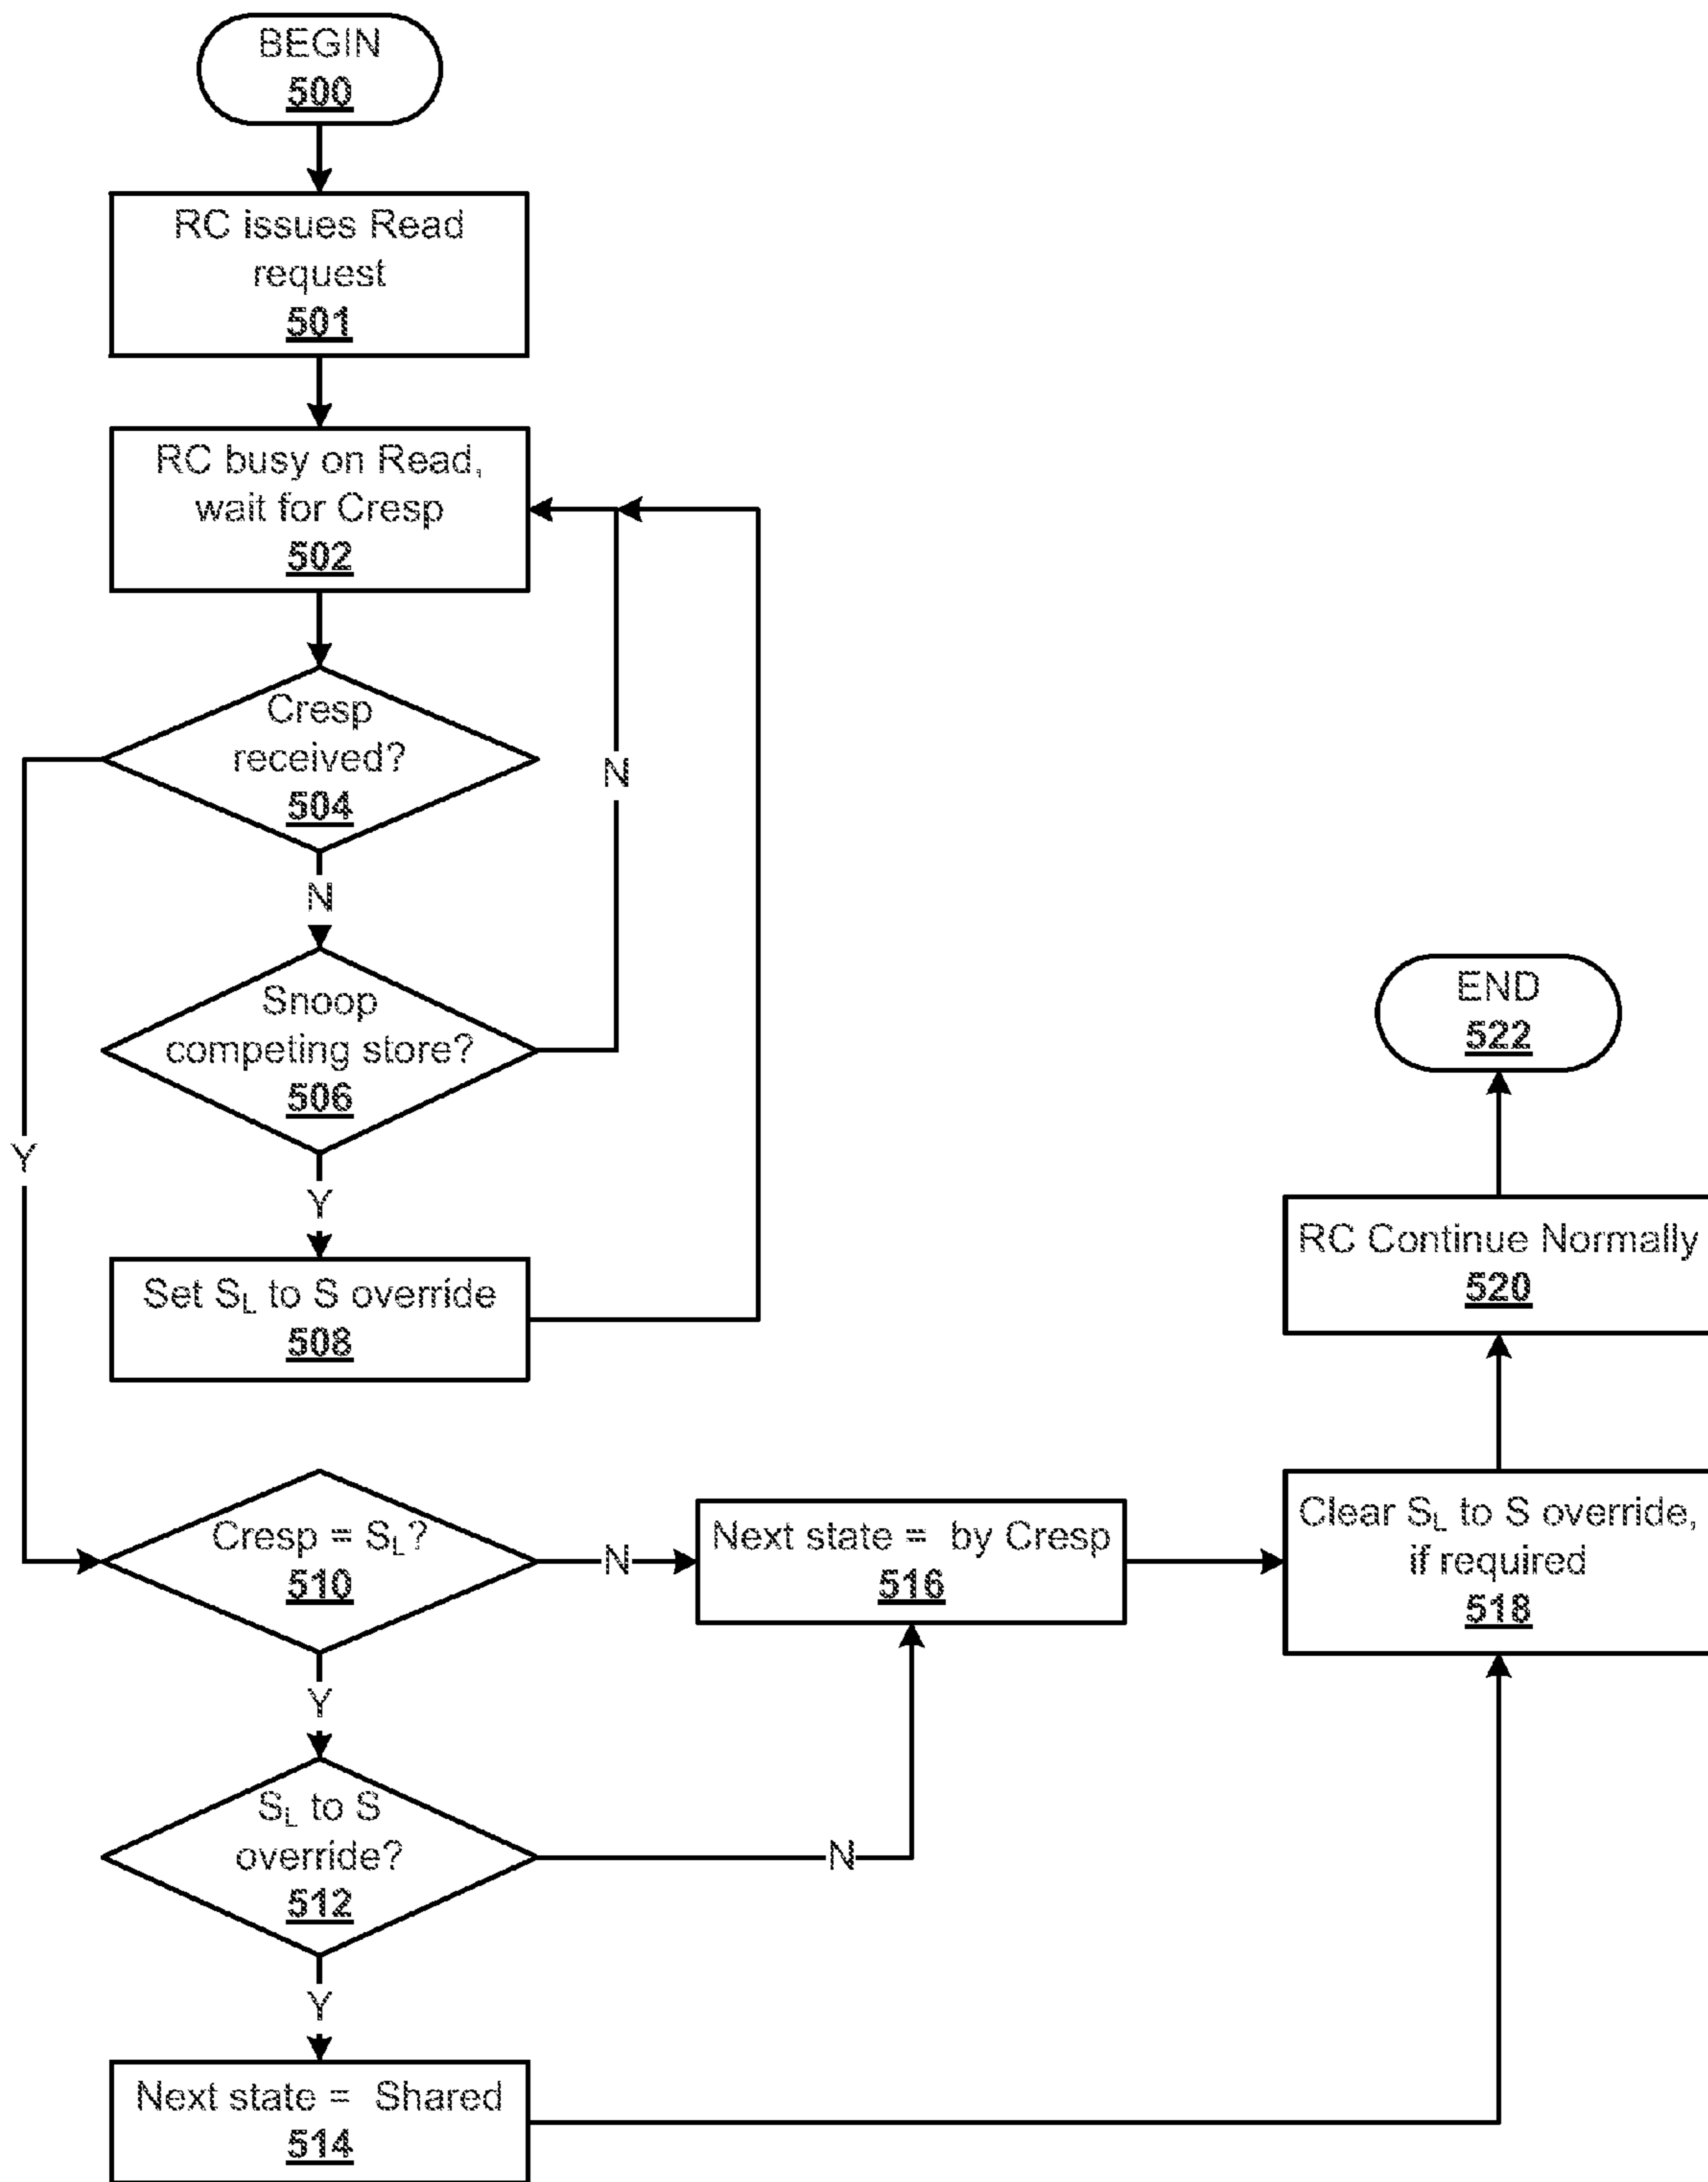 BEGIN
500
RC issues Read
request
501
RC busy on Read,
wait for Cresp
502
Cresp
received?
504
N
N
Snoop
competing store?
506
Y
Y
Set SL to S override
508
END
522
RC Continue Normally
520
Cresp = SL?
510
N
Next state = by Cresp
516
Clear SL to S override,
if required
518
Y
SL to S
override?
512
N
Y
Next state = Shared
514